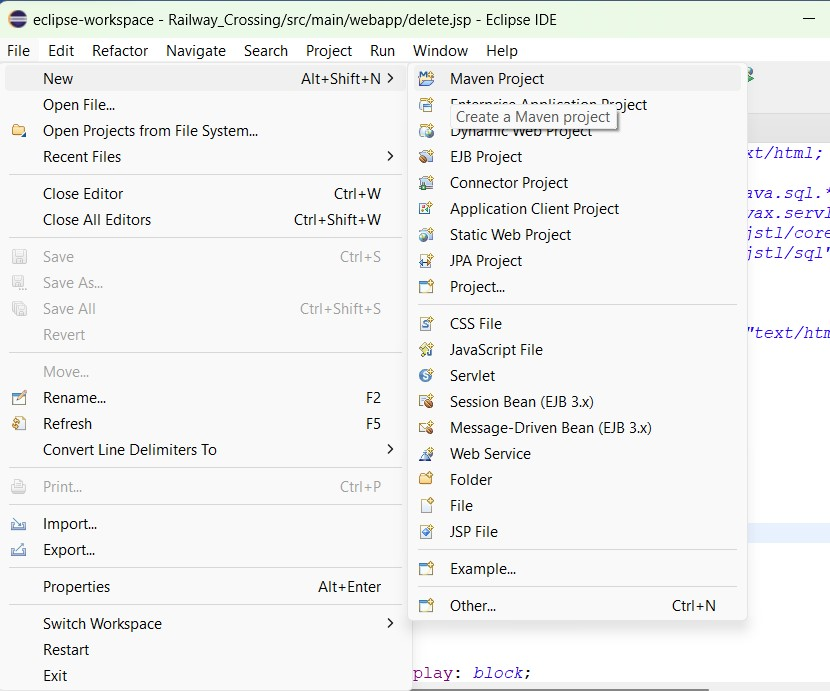 eclipse-workspace - Railway_Crossing/src/main/webapp/delete.jsp - Eclipse IDE
File Edit Refactor Navigate Search Project Run Window Help
New Alt+Shift+N
Open File...
Open Projects from File System...
Recent Files
Close Editor Ctrl+W
Close All Editors Ctrl+Shift+W
Save Ctrl+S
Save As...
Save All Ctrl+Shift+S
Revert
Move...
Rename... F2
Refresh F5
Convert Line Delimiters To
Print... Ctrl+P
Import...
Export...
Properties Alt+Enter
Switch Workspace
Restart
Exit
Maven Project
Enterprise Application Project
Create a Maven project
Dynamic Web Project
EJB Project
Connector Project
Application Client Project
Static Web Project
JPA Project
Project...
CSS File
JavaScript File
Servlet
Session Bean (EJB 3.x)
Message-Driven Bean (EJB 3.x)
Web Service
Folder
File
JSP File
Example...
Other... Ctrl+N
xt/html;
ava.sql.*
vax.servl
jstl/core
jstl/sql"
"text/htm
play: block;